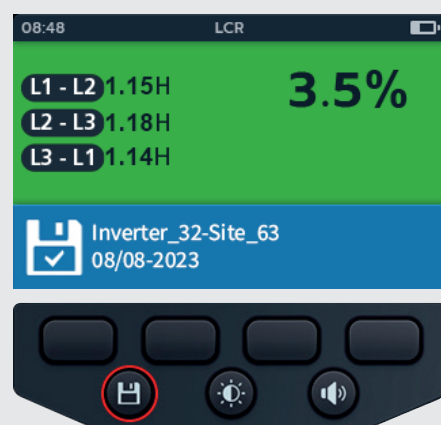 08:48 LCR
L1 - L2 1.15H 3.5%
L2 - L3 1.18H
L3 - L1 1.14H
Inverter_32-Site_63
08/08-2023